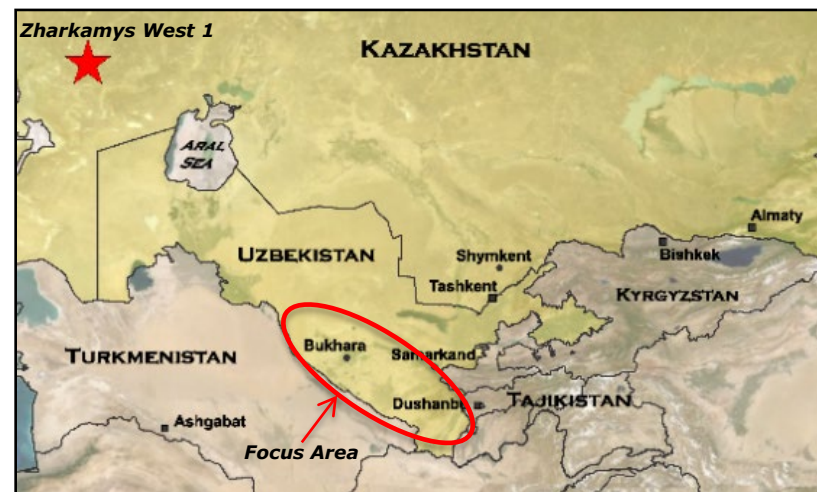 Zharkamys West 1
KAZAKHSTAN
ARAL
SEA
Almaty
UZBEKISTAN
Shymkent
Bishkek
Tashkent
KYRGYZSTAN
Bukhara
Samarkand
TURKMENISTAN
Dushanbe
TAJIKISTAN
Ashgabat
Focus Area